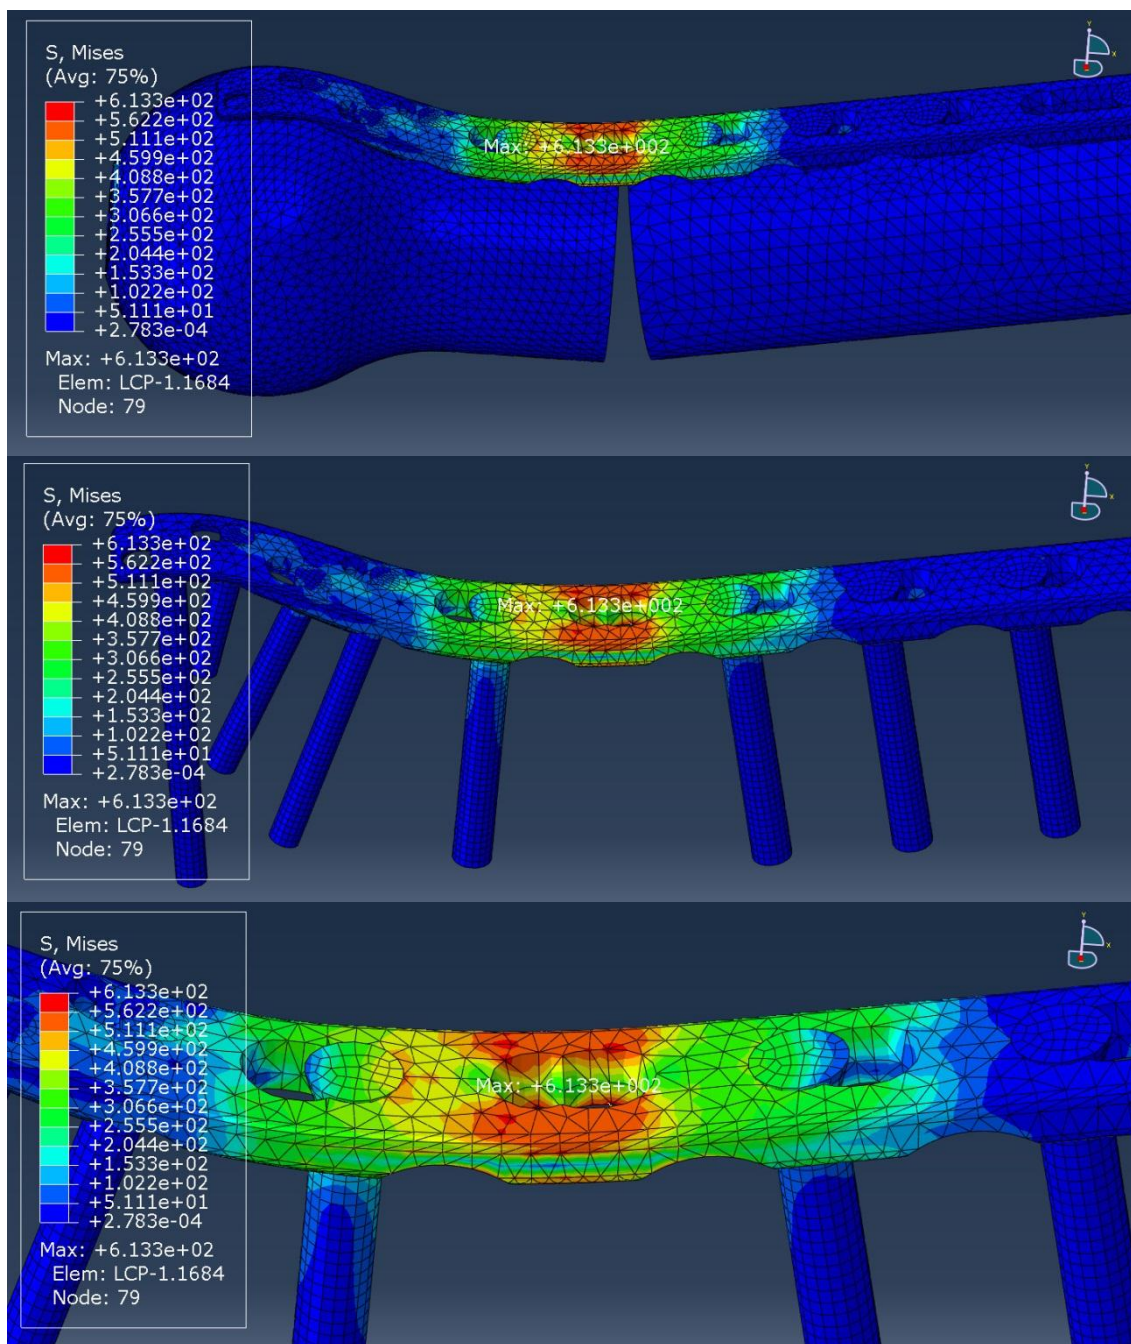 S, Mises
(Avg: 75%)
+6.133e+02
+5.622e+02
+5.111e+02
+4.599e+02
+4.088e+02
+3.577e+02
+3.066e+02
+2.555e+02
+2.044e+02
+1.533e+02
+1.022e+02
+5.111e+01
+2.783e-04
Max: +6.133e+02
Elem: LCP-1.1684
Node: 79
Max: +6.133e+002
Y
X
S, Mises
(Avg: 75%)
+6.133e+02
+5.622e+02
+5.111e+02
+4.599e+02
+4.088e+02
+3.577e+02
+3.066e+02
+2.555e+02
+2.044e+02
+1.533e+02
+1.022e+02
+5.111e+01
+2.783e-04
Max: +6.133e+02
Elem: LCP-1.1684
Node: 79
Max: +6.133e+002
Y
X
S, Mises
(Avg: 75%)
+6.133e+02
+5.622e+02
+5.111e+02
+4.599e+02
+4.088e+02
+3.577e+02
+3.066e+02
+2.555e+02
+2.044e+02
+1.533e+02
+1.022e+02
+5.111e+01
+2.783e-04
Max: +6.133e+02
Elem: LCP-1.1684
Node: 79
Max: +6.133e+002
Y
X